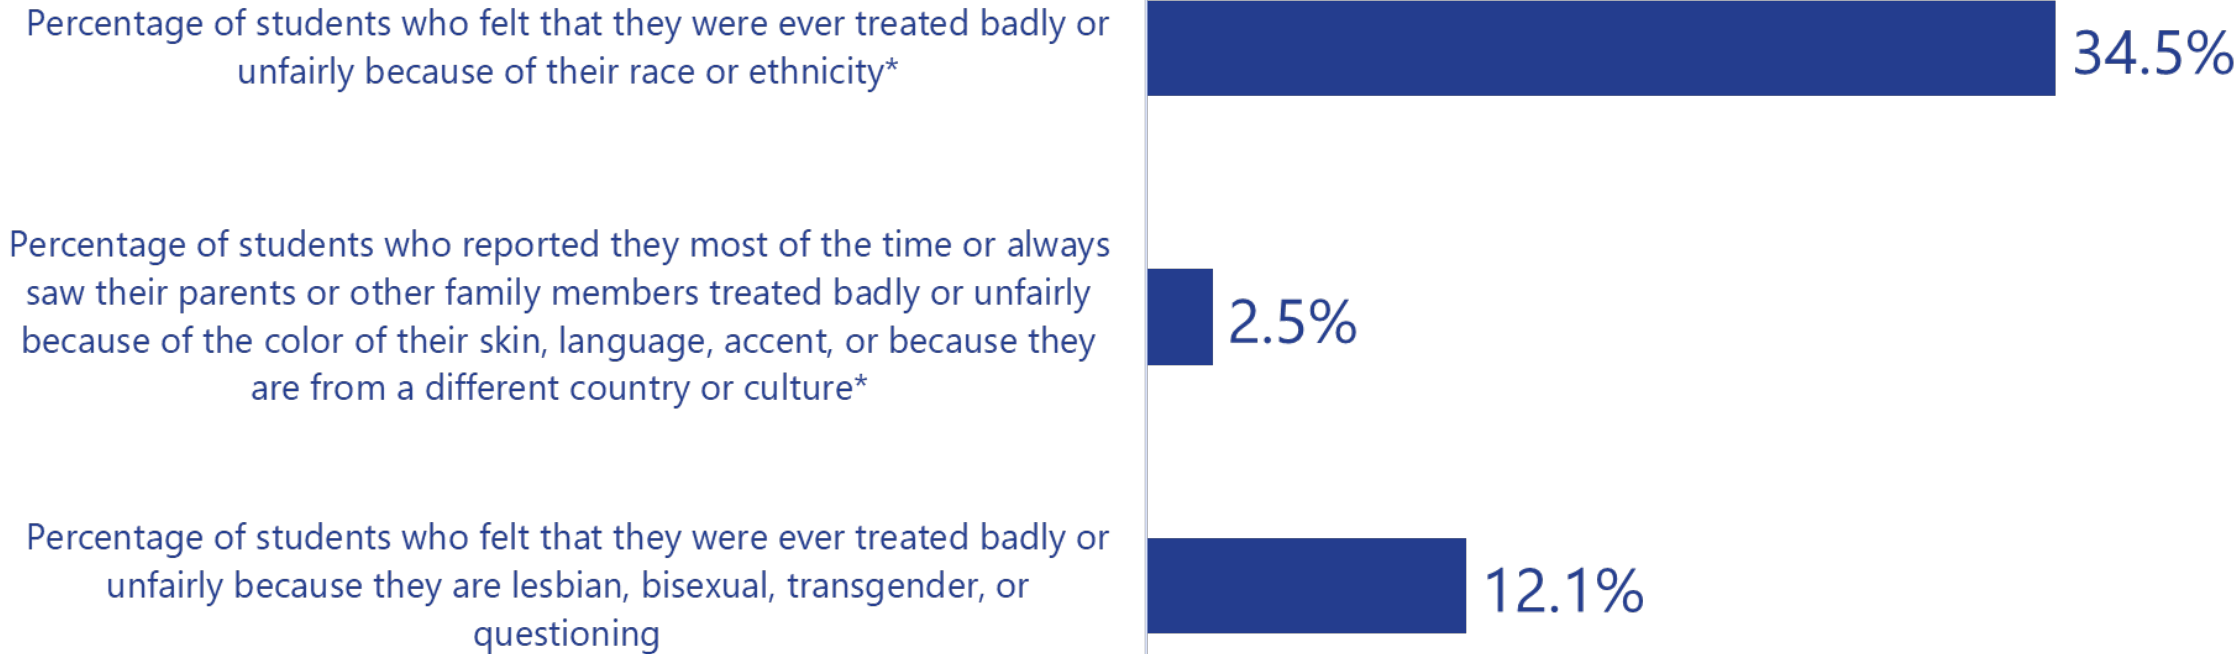 Percentage of students who felt that they were ever treated badly or
unfairly because of their race or ethnicity*
34.5%
Percentage of students who reported they most of the time or always
saw their parents or other family members treated badly or unfairly
because of the color of their skin, language, accent, or because they
are from a different country or culture*
2.5%
Percentage of students who felt that they were ever treated badly or
unfairly because they are lesbian, bisexual, transgender, or
questioning
12.1%